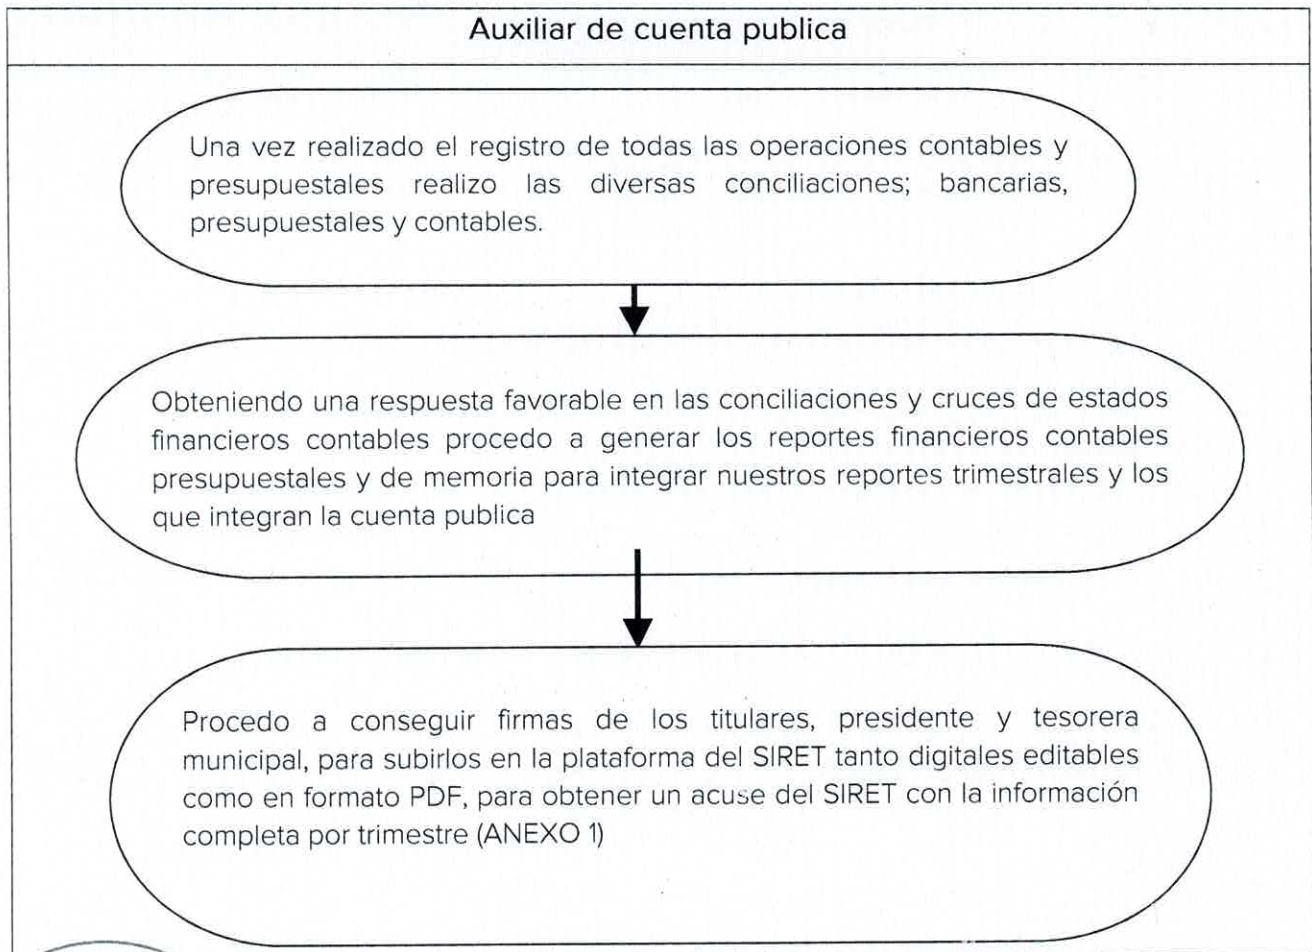 Auxiliar de cuenta publica
Una vez realizado el registro de todas las operaciones contables y
presupuestales realizo las diversas conciliaciones; bancarias,
presupuestales y contables.
Obteniendo una respuesta favorable en las conciliaciones y cruces de estados
financieros contables procedo a generar los reportes financieros contables
presupuestales y de memoria para integrar nuestros reportes trimestrales y los
que integran la cuenta publica
Procedo a conseguir firmas de los titulares, presidente y tesorera
municipal, para subirlos en la plataforma del SIRET tanto digitales editables
como en formato PDF, para obtener un acuse del SIRET con la información
completa por trimestre (ANEXO 1)